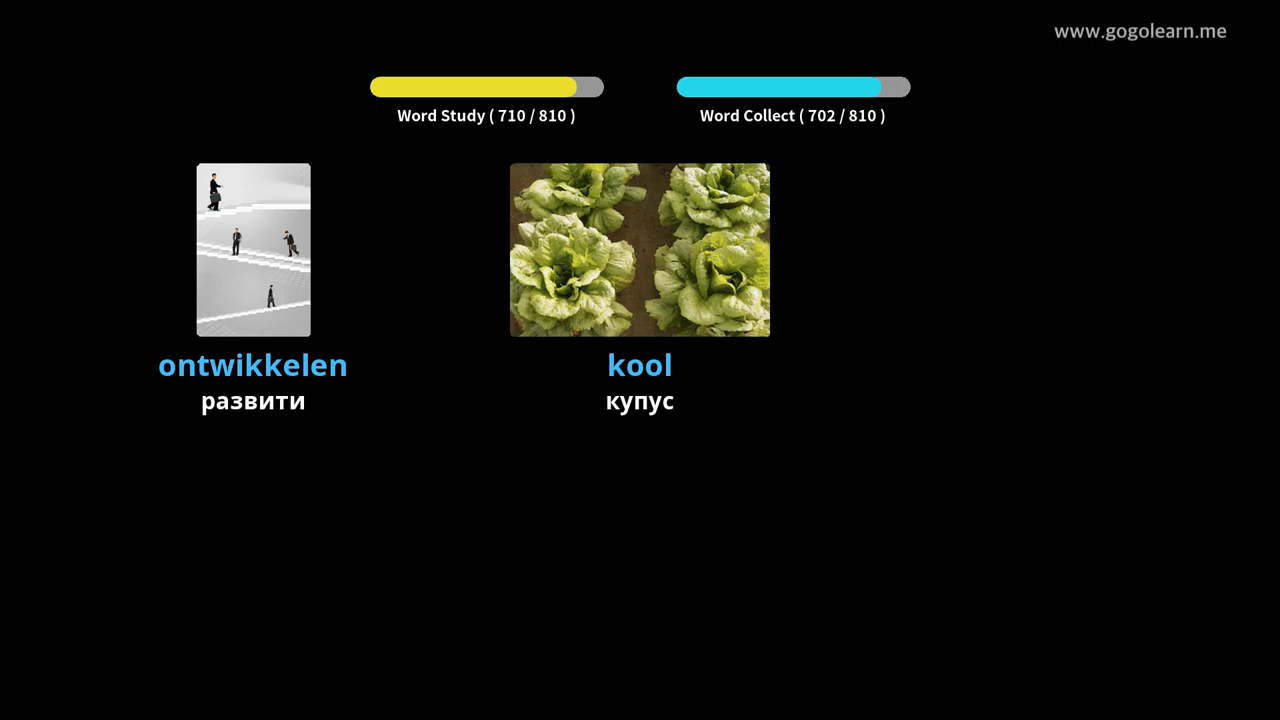 www.gogolearn.me
Word Study ( 710 / 810 )
Word Collect ( 702 / 810 )
ontwikkelen
развити
kool
купус